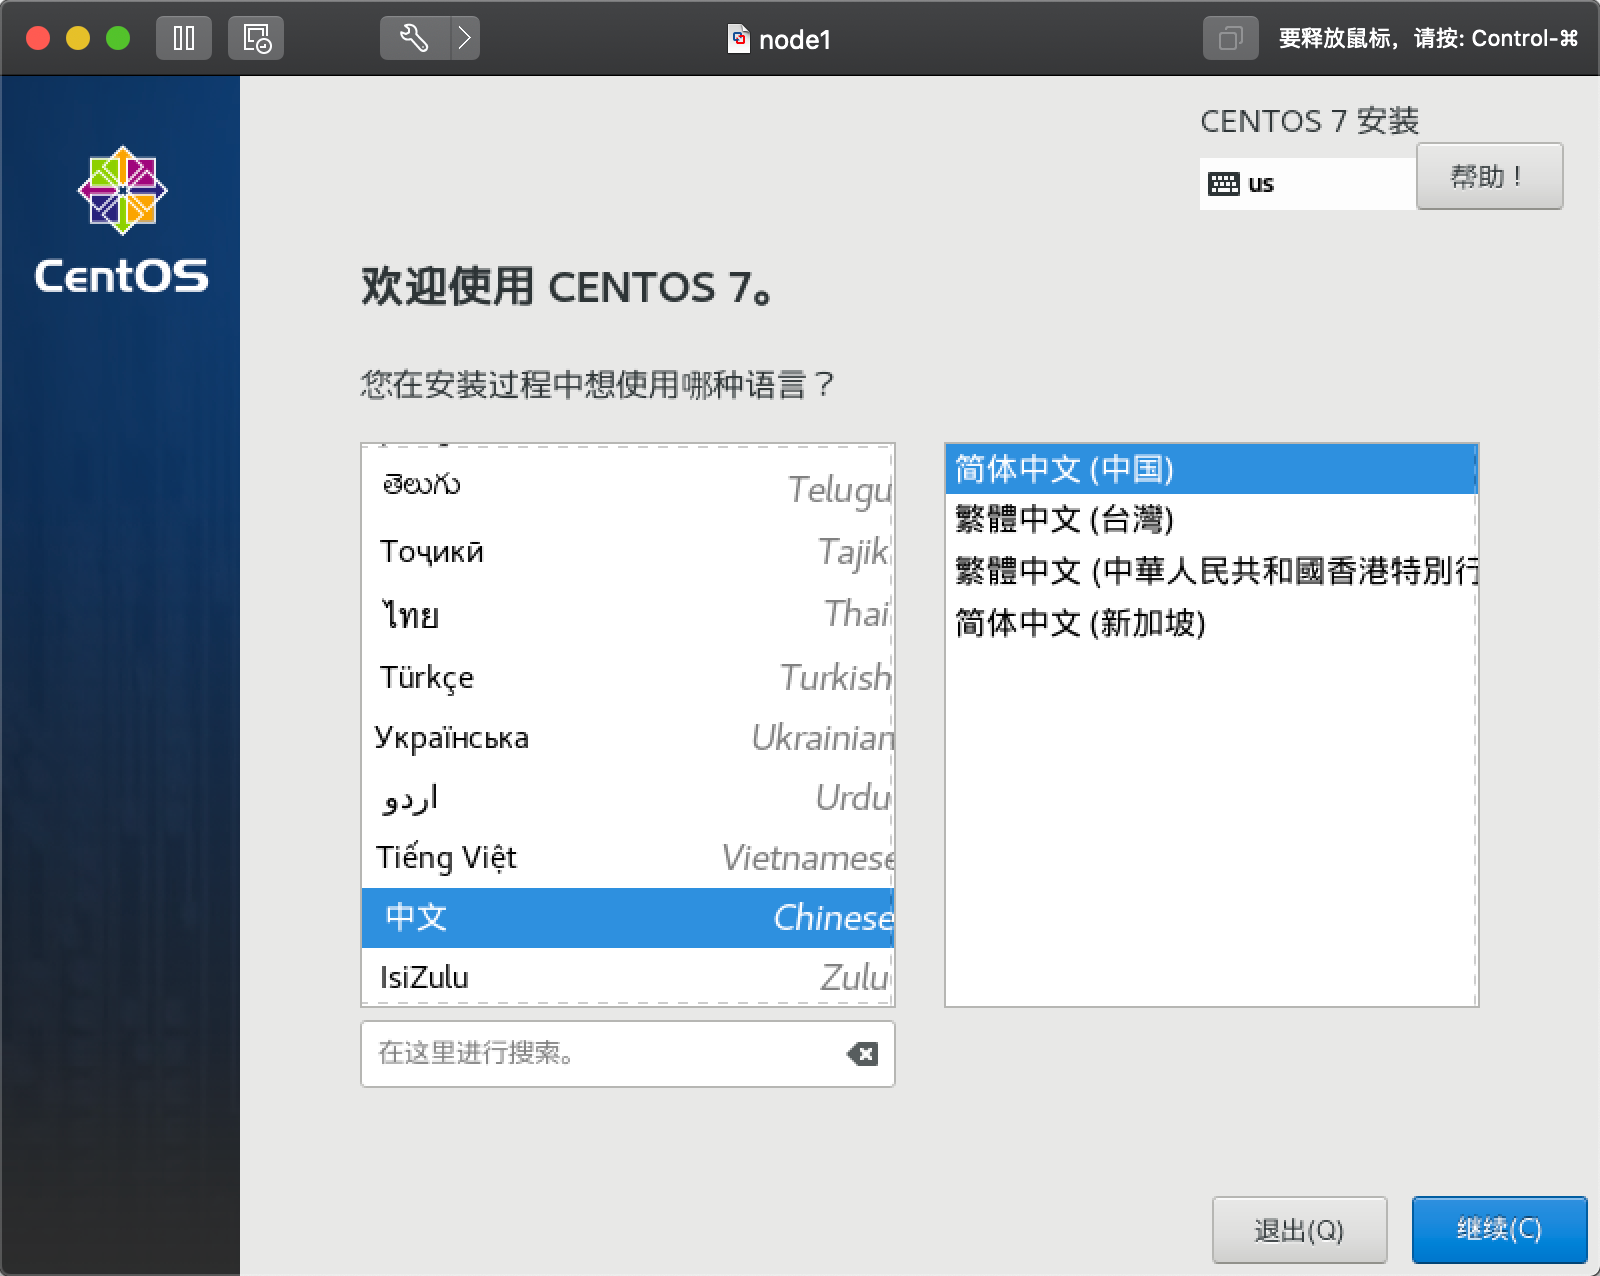 node1
要释放鼠标，请按: Control-⌘
CentOS
CENTOS 7 安装
us
帮助！
欢迎使用 CENTOS 7。
您在安装过程中想使用哪种语言？
తెలుగు Telugu
Тоҷикӣ Tajik
ไทย Thai
Türkçe Turkish
Українська Ukrainian
اردو Urdu
Tiếng Việt Vietnamese
中文 Chinese
IsiZulu Zulu
简体中文 (中国)
繁體中文 (台灣)
繁體中文 (中華人民共和國香港特別行
简体中文 (新加坡)
在这里进行搜索。
退出(Q)
继续(C)